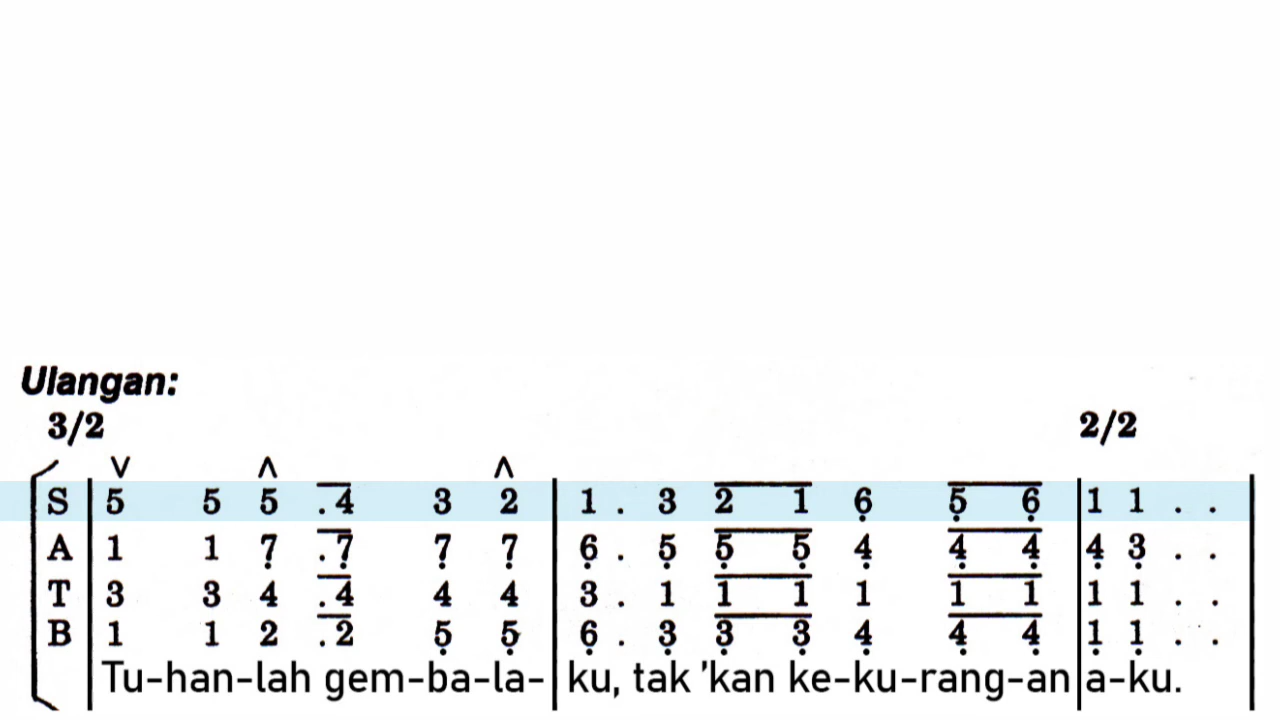 Ulangan:
3/2 2/2
V Λ Λ
S 5 5 5 .4 3 2 1 . 3 2 1 6̣ 5̣ 6̣ 1 1 . .
A 1 1 7̣ .7̣ 7̣ 7̣ 6̣ . 5̣ 5̣ 5̣ 4̣ 4̣ 4̣ 4̣ 3̣ . .
T 3 3 4 .4 4 4 3 . 1 1 1 1 1 1 1 1 . .
B 1 1 2 .2 5̣ 5̣ 6̣ . 3̣ 3̣ 3̣ 4̣ 4̣ 4̣ 1̣ 1̣ . .
Tu-han-lah gem-ba-la- ku, tak 'kan ke-ku-rang-an a-ku.